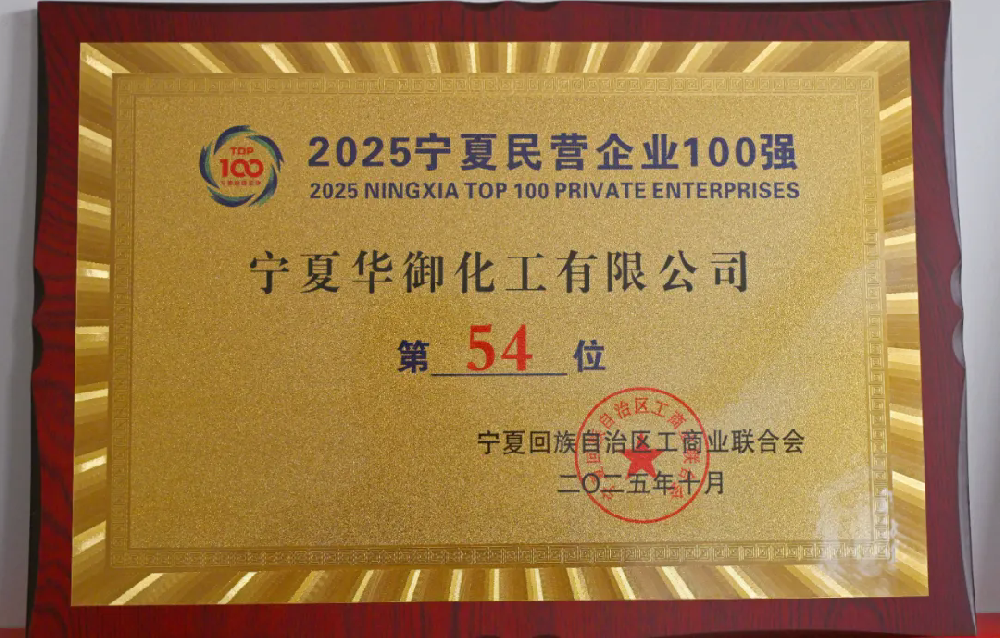 TOP
100
2025宁夏民营企业100强
2025 NINGXIA TOP 100 PRIVATE ENTERPRISES
宁夏华御化工有限公司
第 54 位
宁夏回族自治区工商业联合会
二〇二五年十月